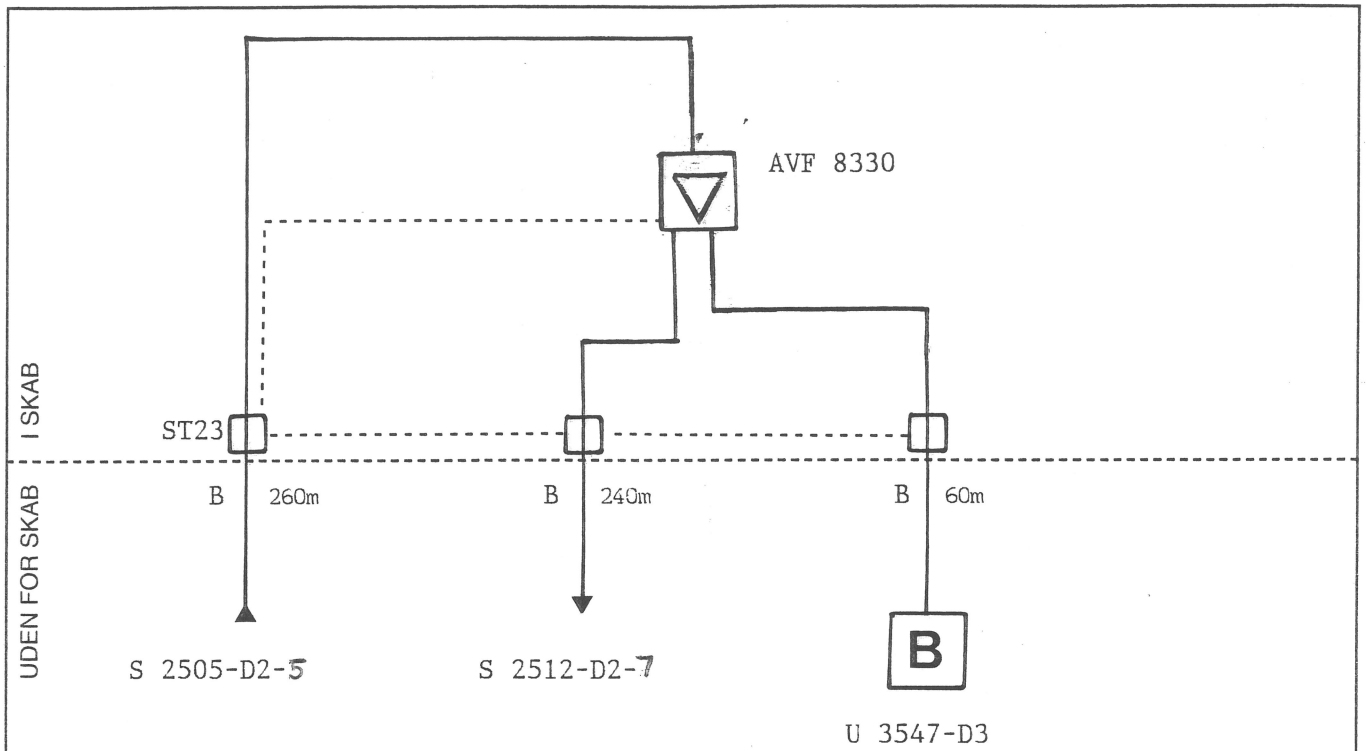 AVF 8330
I SKAB
ST23
B 260m
B 240m
B 60m
UDEN FOR SKAB
B
S 2505-D2-5
S 2512-D2-7
U 3547-D3